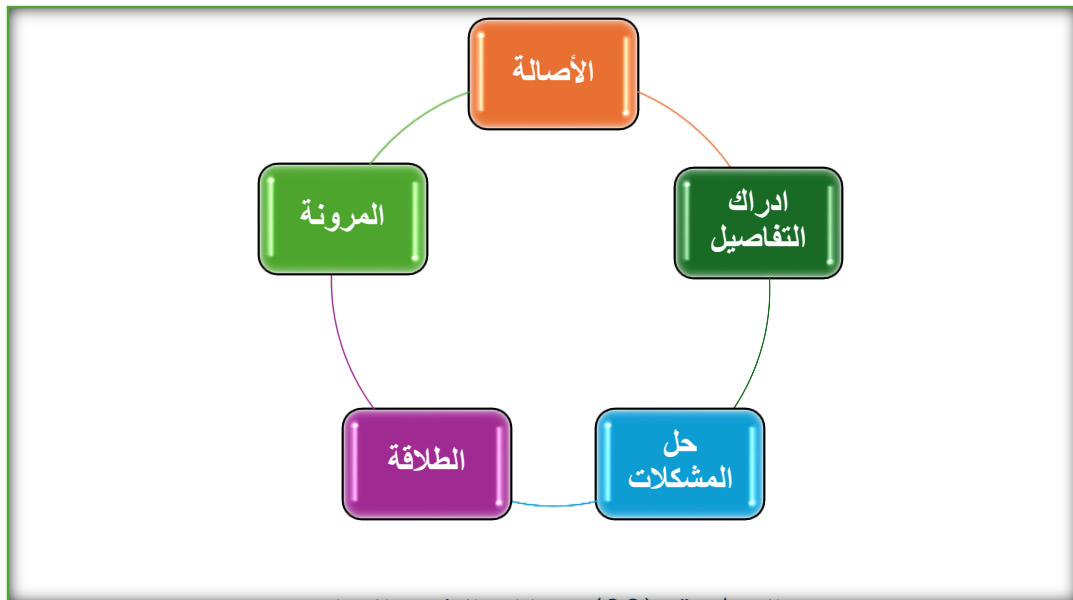 الأصالة
ادراك
التفاصيل
حل
المشكلات
الطلاقة
المرونة